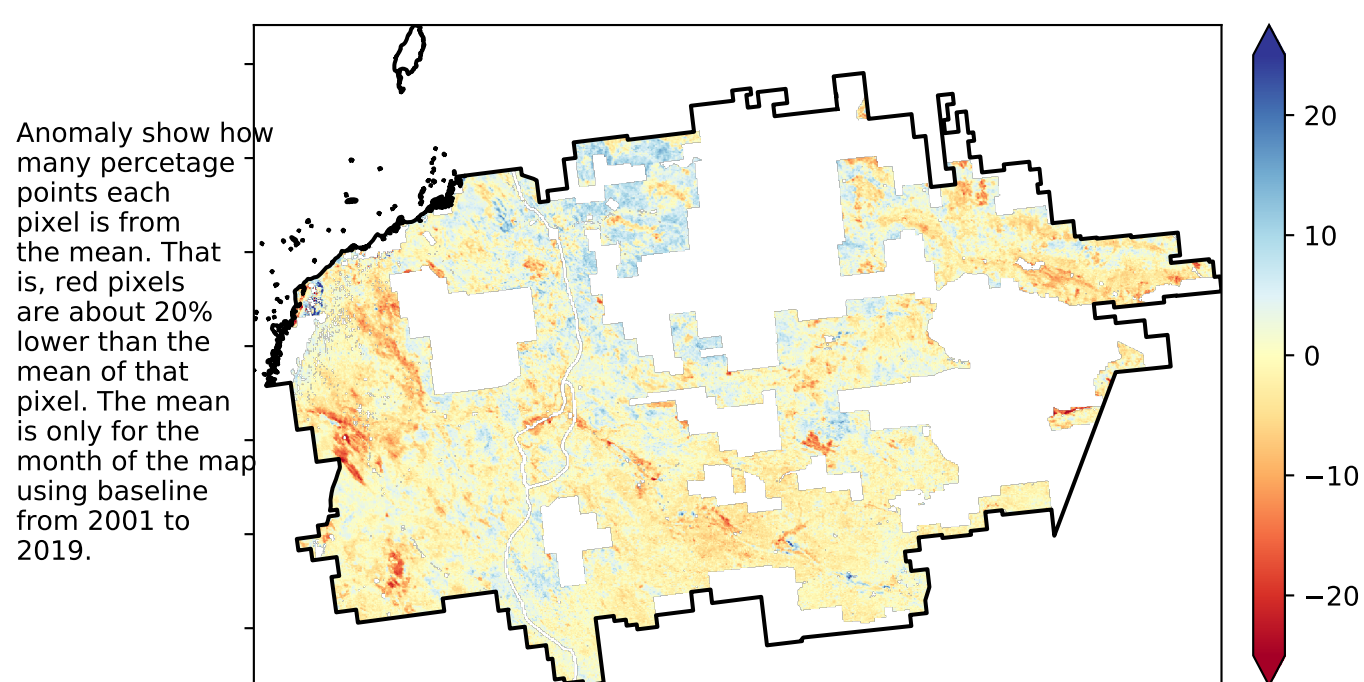 Anomaly show how
many percetage
points each
pixel is from
the mean. That
is, red pixels
are about 20%
lower than the
mean of that
pixel. The mean
is only for the
month of the map
using baseline
from 2001 to
2019.
20
10
0
−10
−20